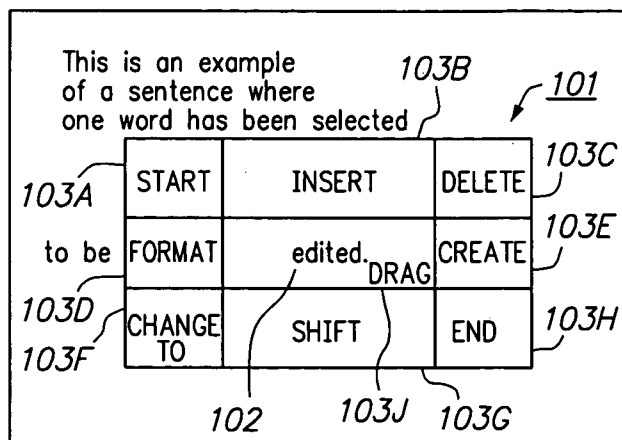 This is an example
of a sentence where
one word has been selected
103B
101
103A
START
INSERT
DELETE
103C
to be
FORMAT
edited.
DRAG
CREATE
103E
103D
CHANGE
TO
SHIFT
END
103H
103F
102
103J
103G